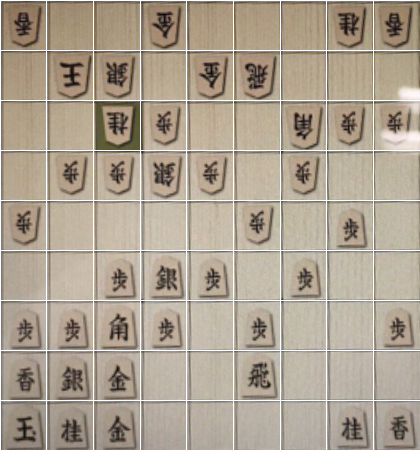 香 金 桂 香
王 銀 金 飛
桂 歩 角 歩 歩
歩 歩 銀 歩 歩
歩 歩 歩
歩 銀 歩 歩
歩 歩 角 歩 歩 歩
香 銀 金 飛
玉 桂 金 桂 香